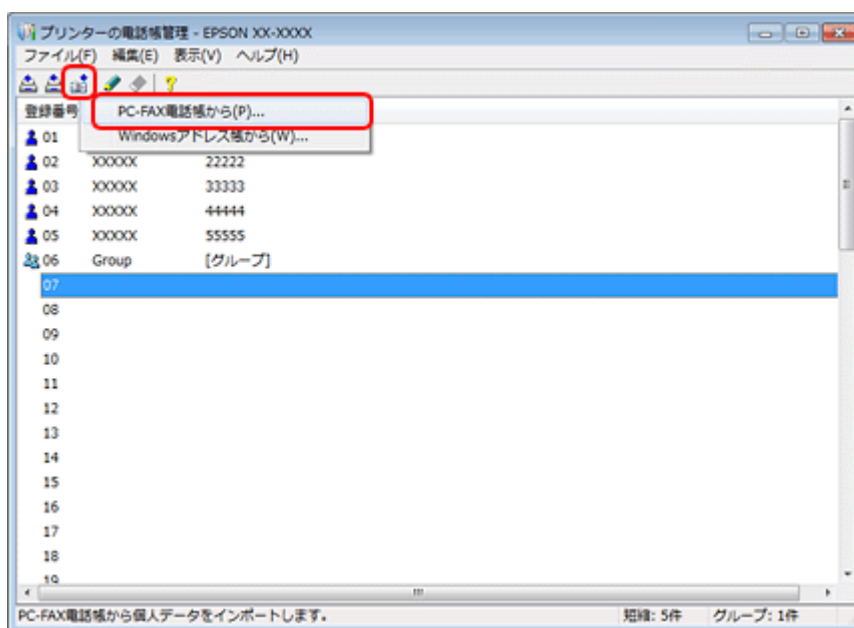 プリンターの電話帳管理 - EPSON XX-XXXX
ファイル(F) 編集(E) 表示(V) ヘルプ(H)
登録番号
PC-FAX電話帳から(P)...
01
Windowsアドレス帳から(W)...
02 XXXXX 22222
03 XXXXX 33333
04 XXXXX 44444
05 XXXXX 55555
06 Group [グループ]
07
08
09
10
11
12
13
14
15
16
17
18
19
PC-FAX電話帳から個人データをインポートします。 短縮: 5件 グループ: 1件